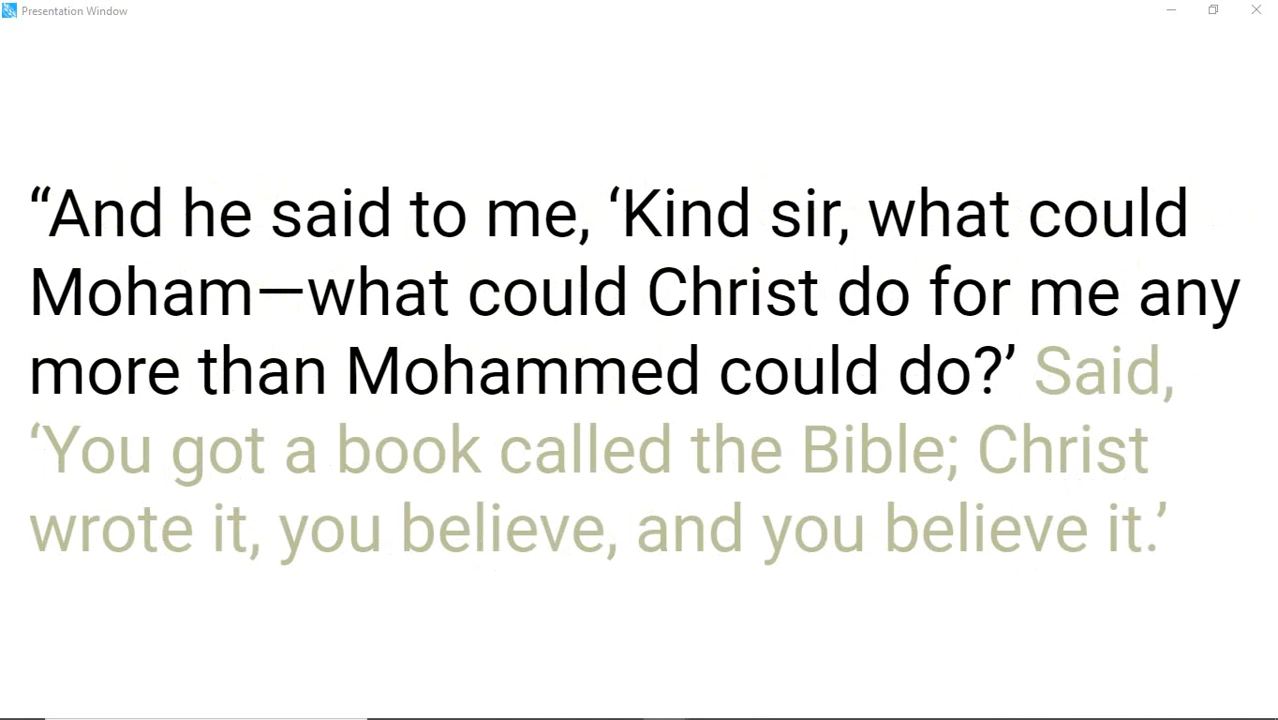 Presentation Window
“And he said to me, ‘Kind sir, what could
Moham—what could Christ do for me any
more than Mohammed could do?’ Said,
‘You got a book called the Bible; Christ
wrote it, you believe, and you believe it.’